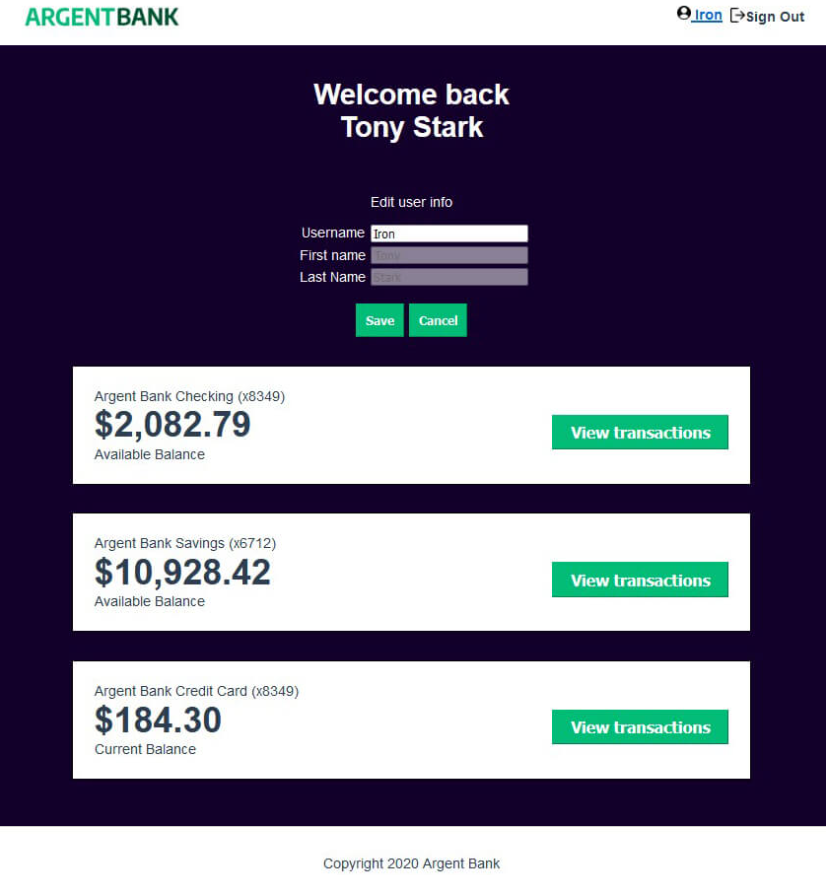 ARGENTBANK
Iron Sign Out
Welcome back
Tony Stark
Edit user info
Username Iron
First name Tony
Last Name Stark
Save Cancel
Argent Bank Checking (x8349)
$2,082.79
Available Balance
View transactions
Argent Bank Savings (x6712)
$10,928.42
Available Balance
View transactions
Argent Bank Credit Card (x8349)
$184.30
Current Balance
View transactions
Copyright 2020 Argent Bank